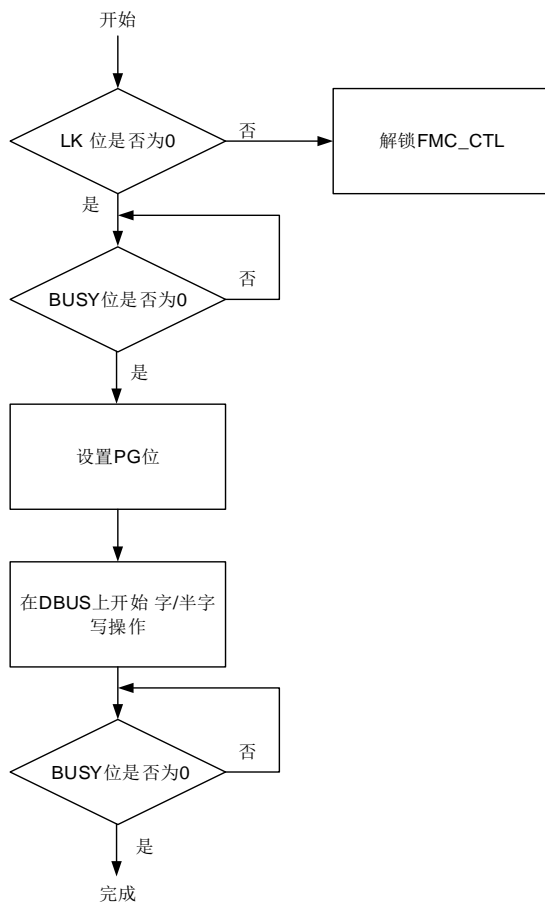 开始
LK 位是否为0
否
解锁FMC_CTL
是
BUSY位是否为0
否
是
设置PG位
在DBUS上开始 字/半字
写操作
BUSY位是否为0
否
是
完成